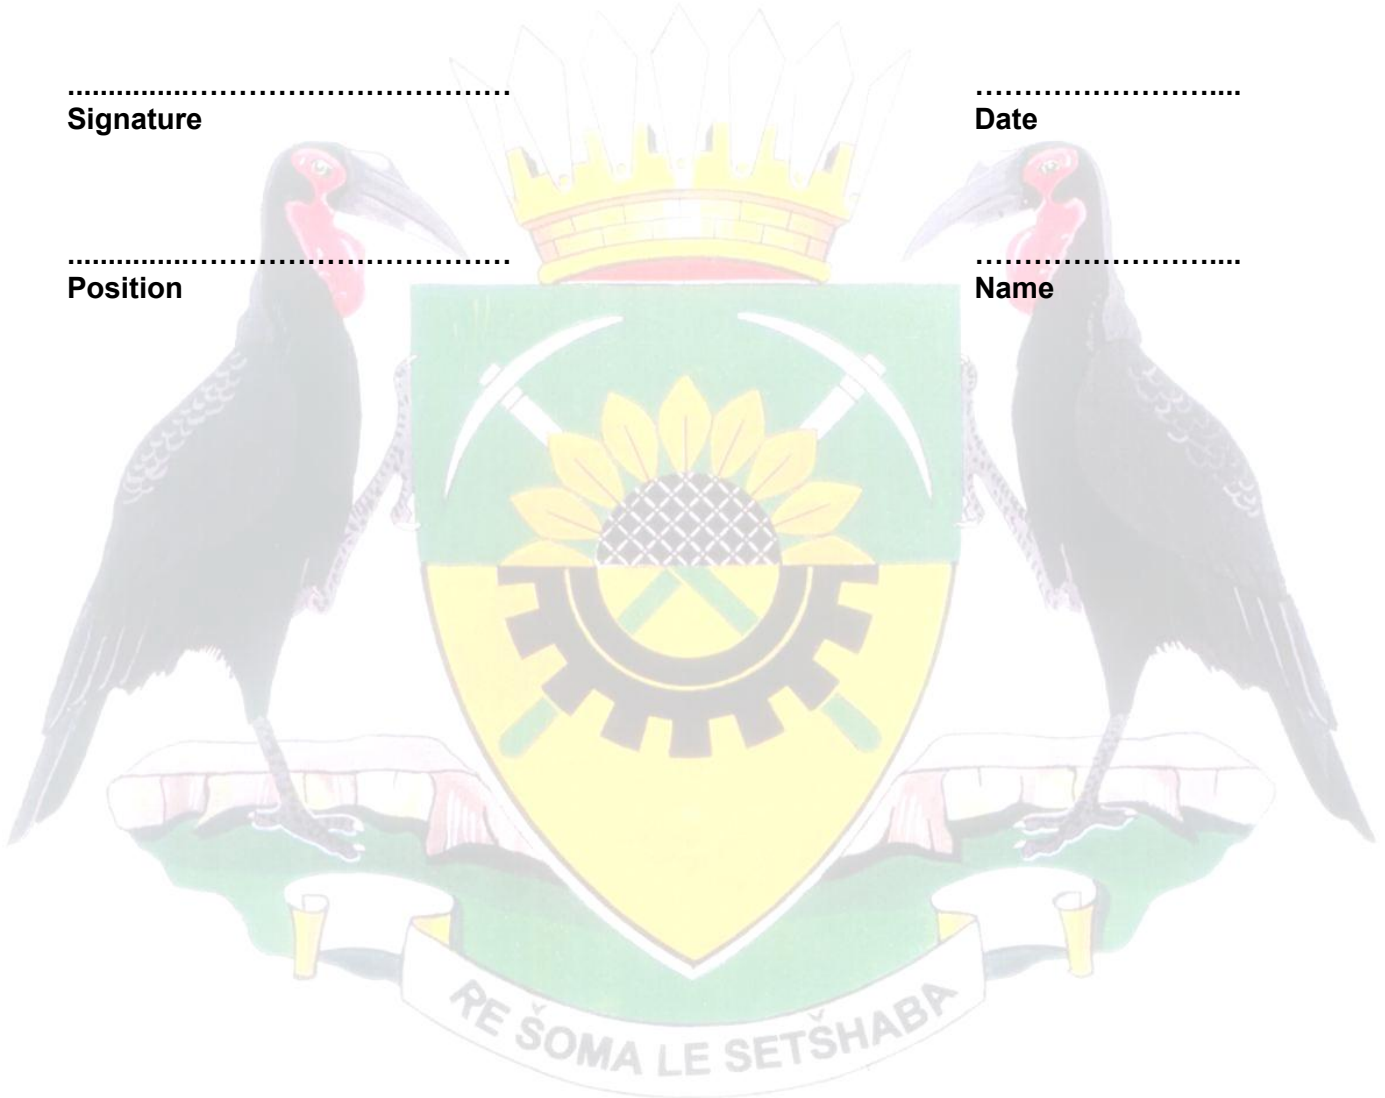 ...............………………………………
Signature
……………………....
Date
...............………………………………
Position
……………………....
Name
RE ŠOMA LE SETŠHABA